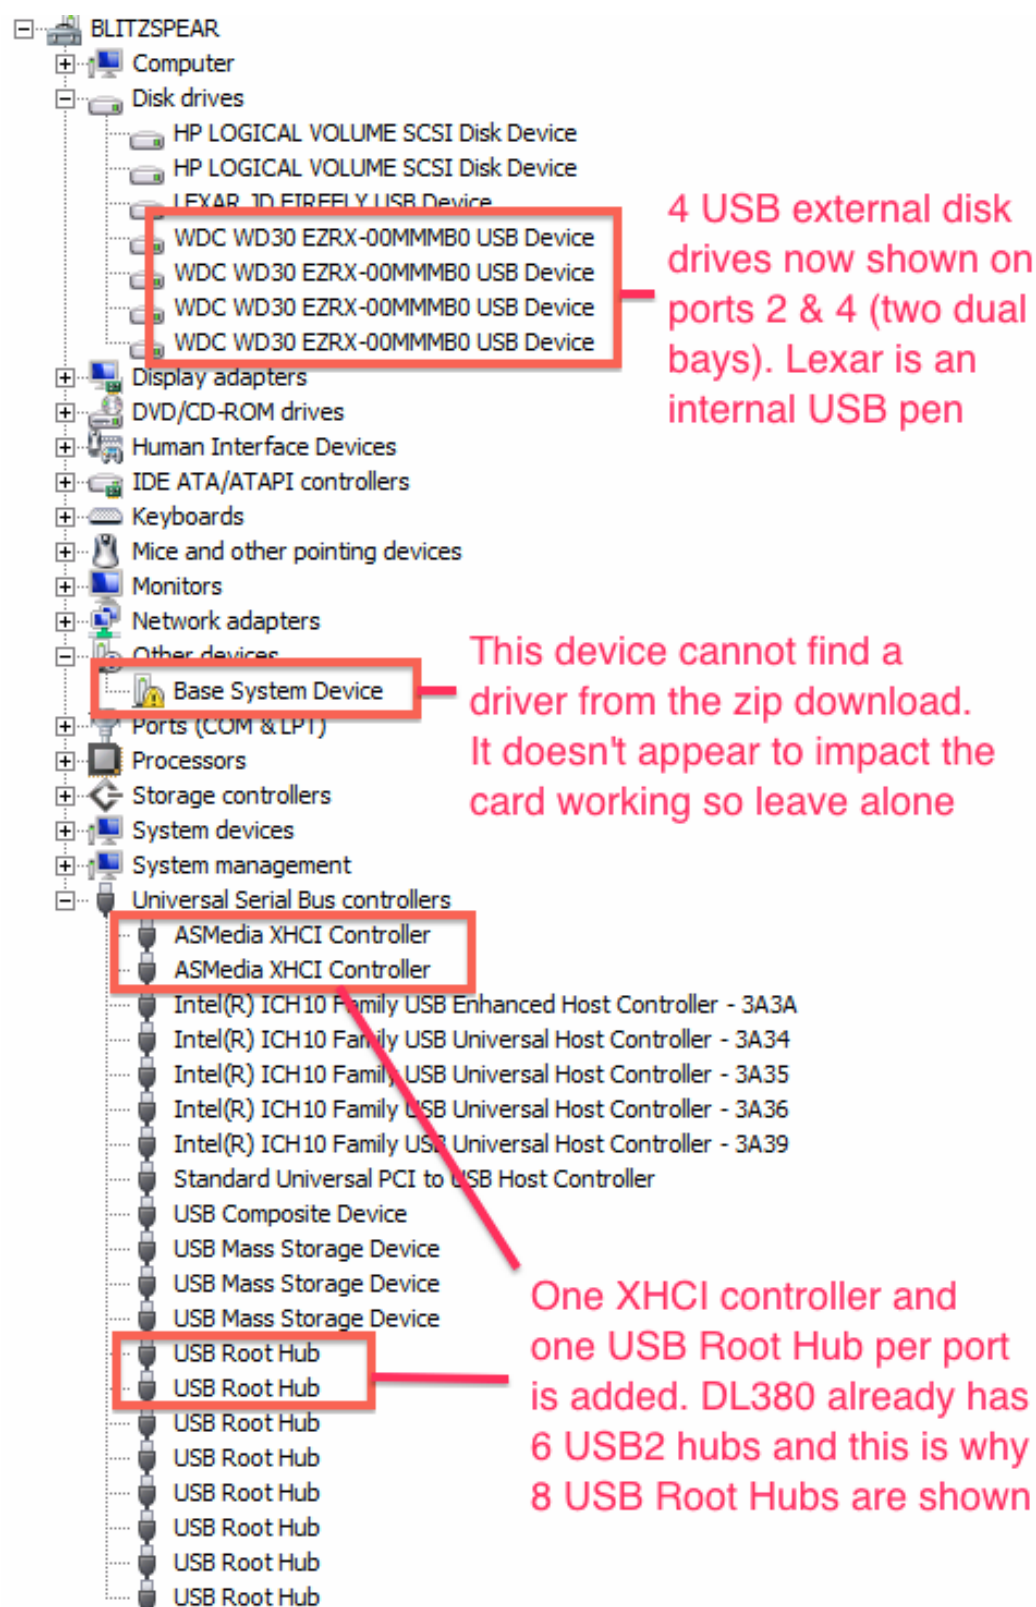 BLITZSPEAR
Computer
Disk drives
HP LOGICAL VOLUME SCSI Disk Device
HP LOGICAL VOLUME SCSI Disk Device
LEXAR JD FIREFLY USB Device
WDC WD30 EZRX-00MMMB0 USB Device
WDC WD30 EZRX-00MMMB0 USB Device
WDC WD30 EZRX-00MMMB0 USB Device
WDC WD30 EZRX-00MMMB0 USB Device
4 USB external disk
drives now shown on
ports 2 & 4 (two dual
bays). Lexar is an
internal USB pen
Display adapters
DVD/CD-ROM drives
Human Interface Devices
IDE ATA/ATAPI controllers
Keyboards
Mice and other pointing devices
Monitors
Network adapters
Other devices
Base System Device
This device cannot find a
driver from the zip download.
It doesn't appear to impact the
card working so leave alone
Ports (COM & LPT)
Processors
Storage controllers
System devices
System management
Universal Serial Bus controllers
ASMedia XHCI Controller
ASMedia XHCI Controller
Intel(R) ICH10 Family USB Enhanced Host Controller - 3A3A
Intel(R) ICH10 Family USB Universal Host Controller - 3A34
Intel(R) ICH10 Family USB Universal Host Controller - 3A35
Intel(R) ICH10 Family USB Universal Host Controller - 3A36
Intel(R) ICH10 Family USB Universal Host Controller - 3A39
Standard Universal PCI to USB Host Controller
USB Composite Device
USB Mass Storage Device
USB Mass Storage Device
USB Mass Storage Device
USB Root Hub
USB Root Hub
USB Root Hub
USB Root Hub
USB Root Hub
USB Root Hub
USB Root Hub
USB Root Hub
One XHCI controller and
one USB Root Hub per port
is added. DL380 already has
6 USB2 hubs and this is why
8 USB Root Hubs are shown